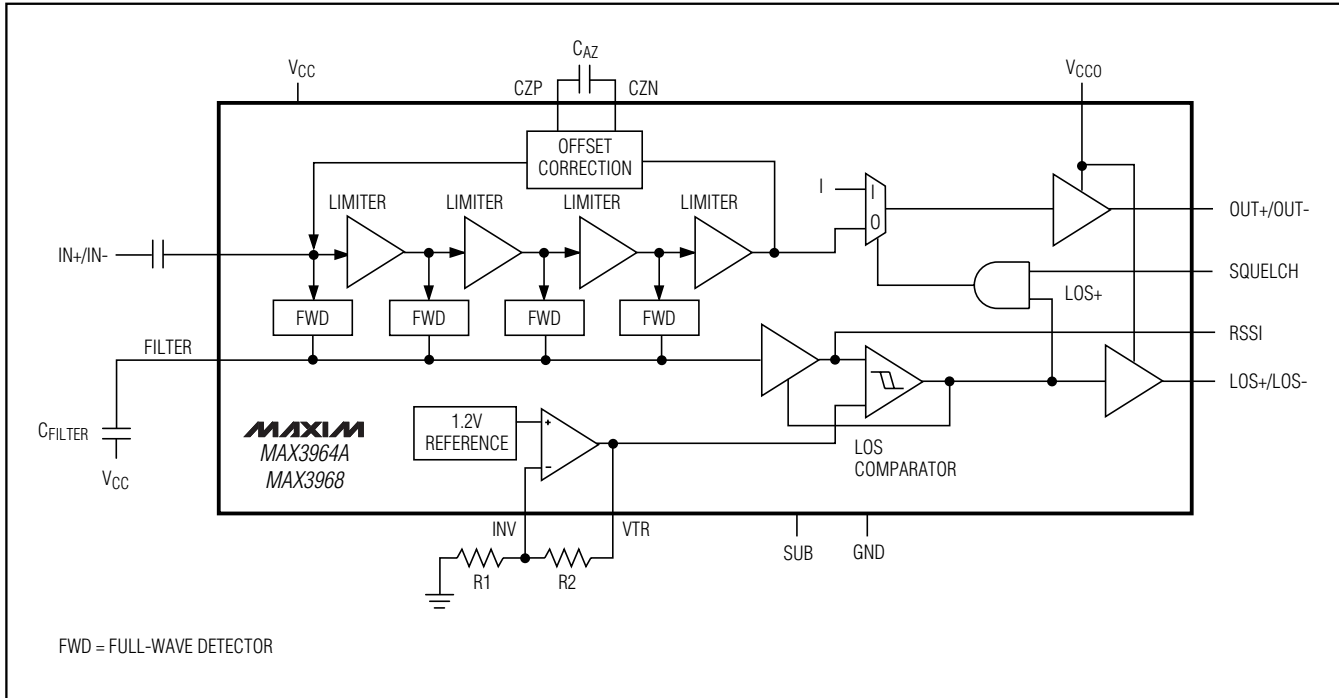 CAZ
VCC
CZP
CZN
VCCO
OFFSET
CORRECTION
LIMITER
LIMITER
LIMITER
LIMITER
I
I
0
OUT+/OUT-
IN+/IN-
SQUELCH
LOS+
FWD
FWD
FWD
FWD
RSSI
FILTER
LOS+/LOS-
CFILTER
VCC
MAXIM
MAX3964A
MAX3968
1.2V
REFERENCE
+
-
LOS
COMPARATOR
INV
VTR
SUB
GND
R1
R2
FWD = FULL-WAVE DETECTOR